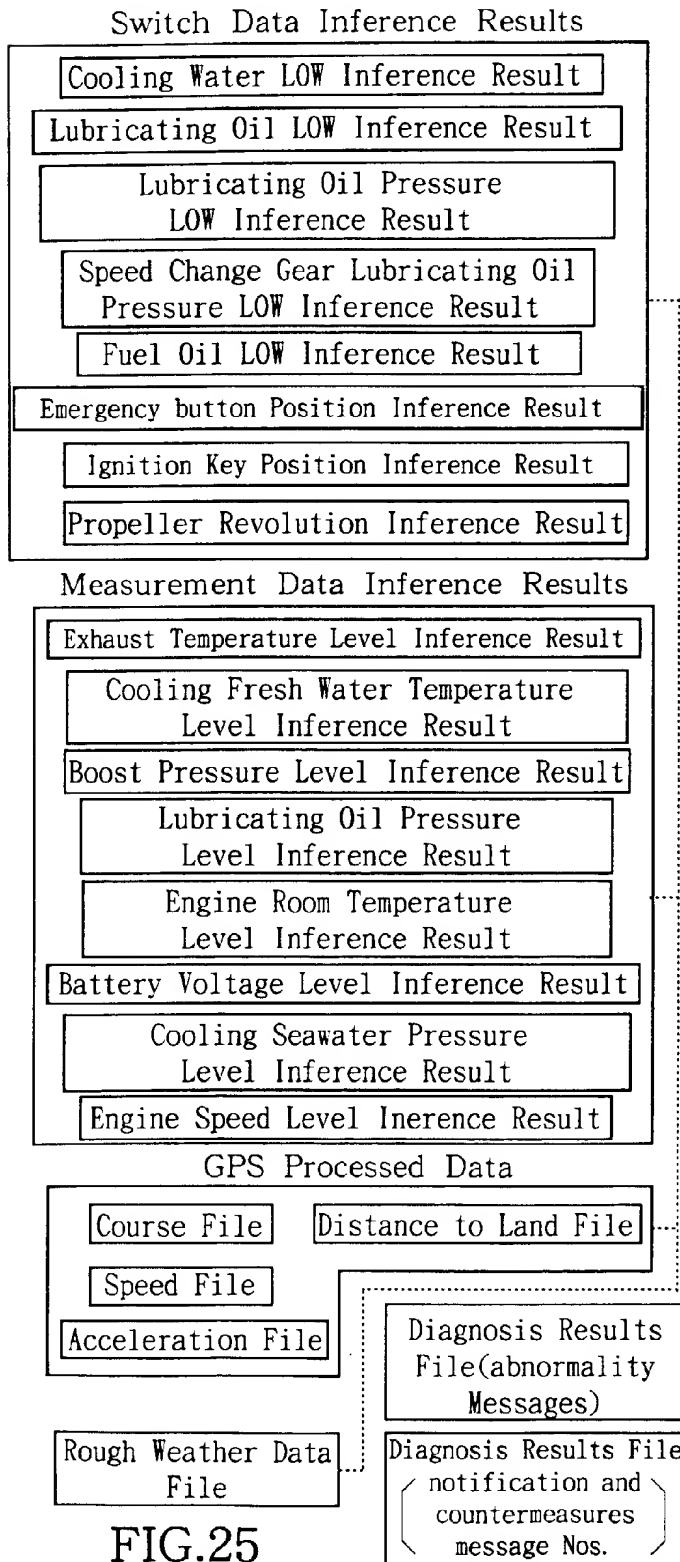 Switch Data Inference Results
Cooling Water LOW Inference Result
Lubricating Oil LOW Inference Result
Lubricating Oil Pressure
LOW Inference Result
Speed Change Gear Lubricating Oil
Pressure LOW Inference Result
Fuel Oil LOW Inference Result
Emergency button Position Inference Result
Ignition Key Position Inference Result
Propeller Revolution Inference Result
Measurement Data Inference Results
Exhaust Temperature Level Inference Result
Cooling Fresh Water Temperature
Level Inference Result
Boost Pressure Level Inference Result
Lubricating Oil Pressure
Level Inference Result
Engine Room Temperature
Level Inference Result
Battery Voltage Level Inference Result
Cooling Seawater Pressure
Level Inference Result
Engine Speed Level Inerence Result
GPS Processed Data
Course File
Distance to Land File
Speed File
Acceleration File
Diagnosis Results
File(abnormality
Messages)
Rough Weather Data
File
Diagnosis Results File
notification and
countermeasures
message Nos.
FIG.25